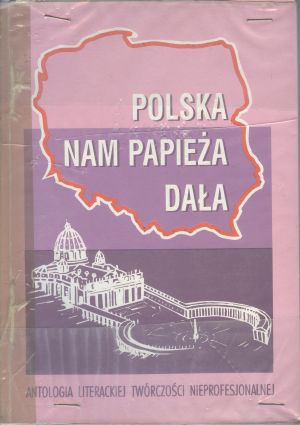 POLSKA
NAM PAPIEŻA
DAŁA
ANTOLOGIA LITERACKIEJ TWÓRCZOŚCI NIEPROFESJONALNEJ